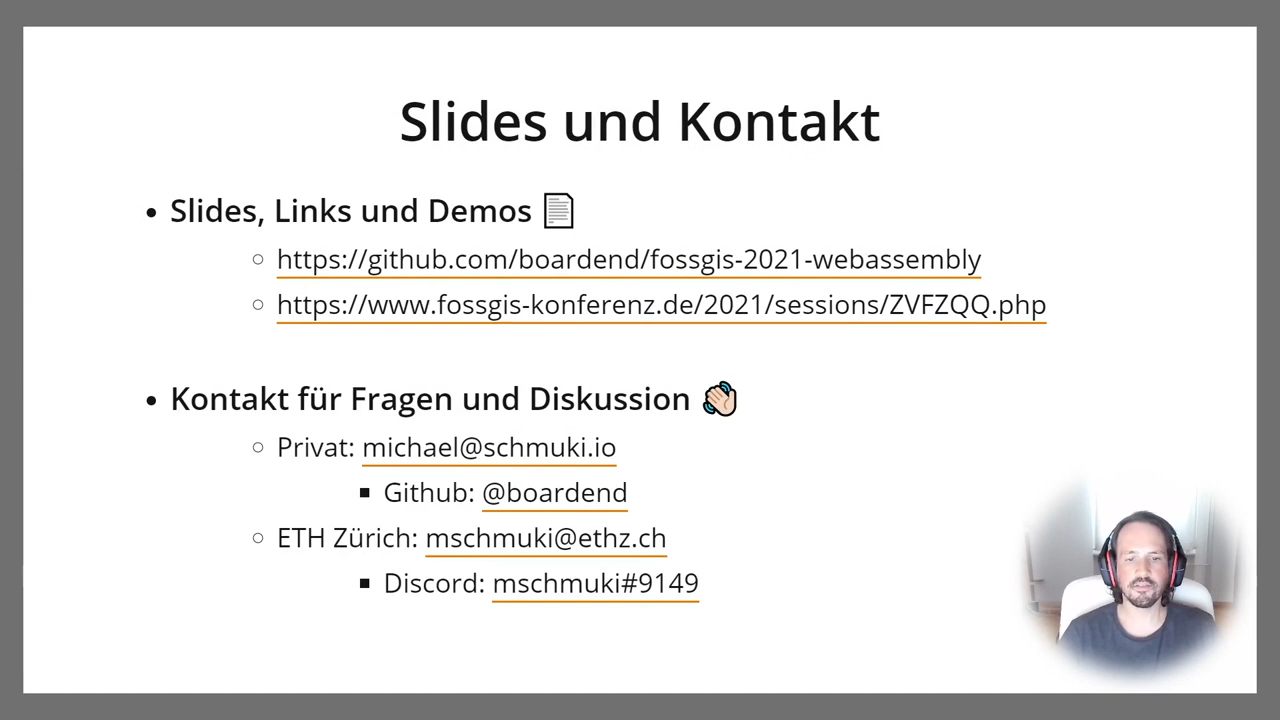 Slides und Kontakt
Slides, Links und Demos
https://github.com/boardend/fossgis-2021-webassembly
https://www.fossgis-konferenz.de/2021/sessions/ZVFZQQ.php
Kontakt für Fragen und Diskussion
Privat: michael@schmuki.io
Github: @boardend
ETH Zürich: mschmuki@ethz.ch
Discord: mschmuki#9149